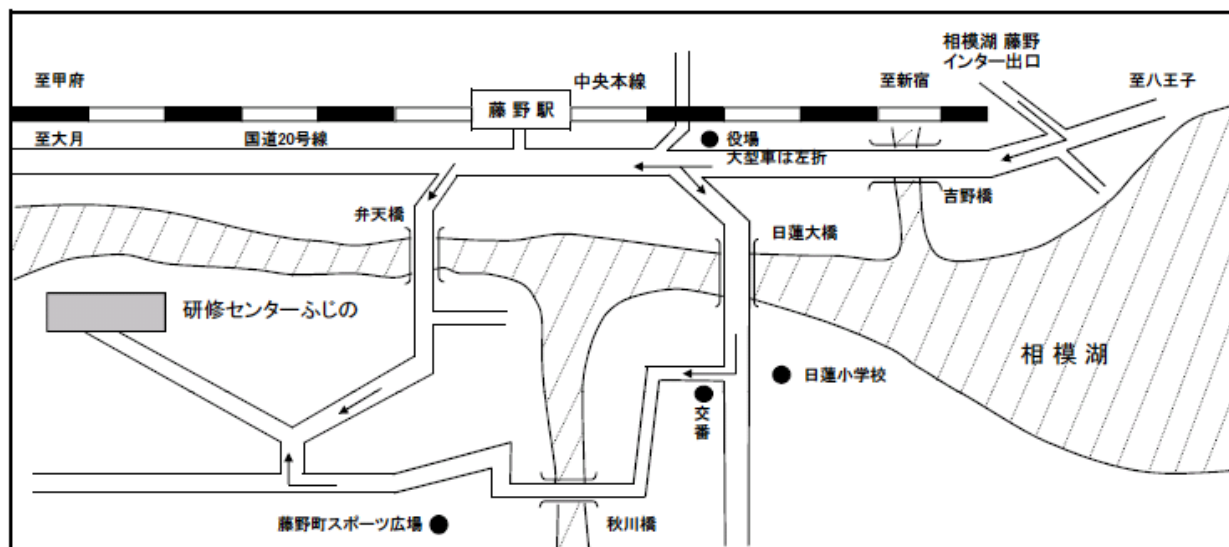 相模湖 藤野
インター出口
至甲府
中央本線
至新宿
至八王子
藤野駅
至大月
国道20号線
役場
大型車は左折
吉野橋
弁天橋
日蓮大橋
研修センターふじの
相模湖
日蓮小学校
交番
藤野町スポーツ広場
秋川橋